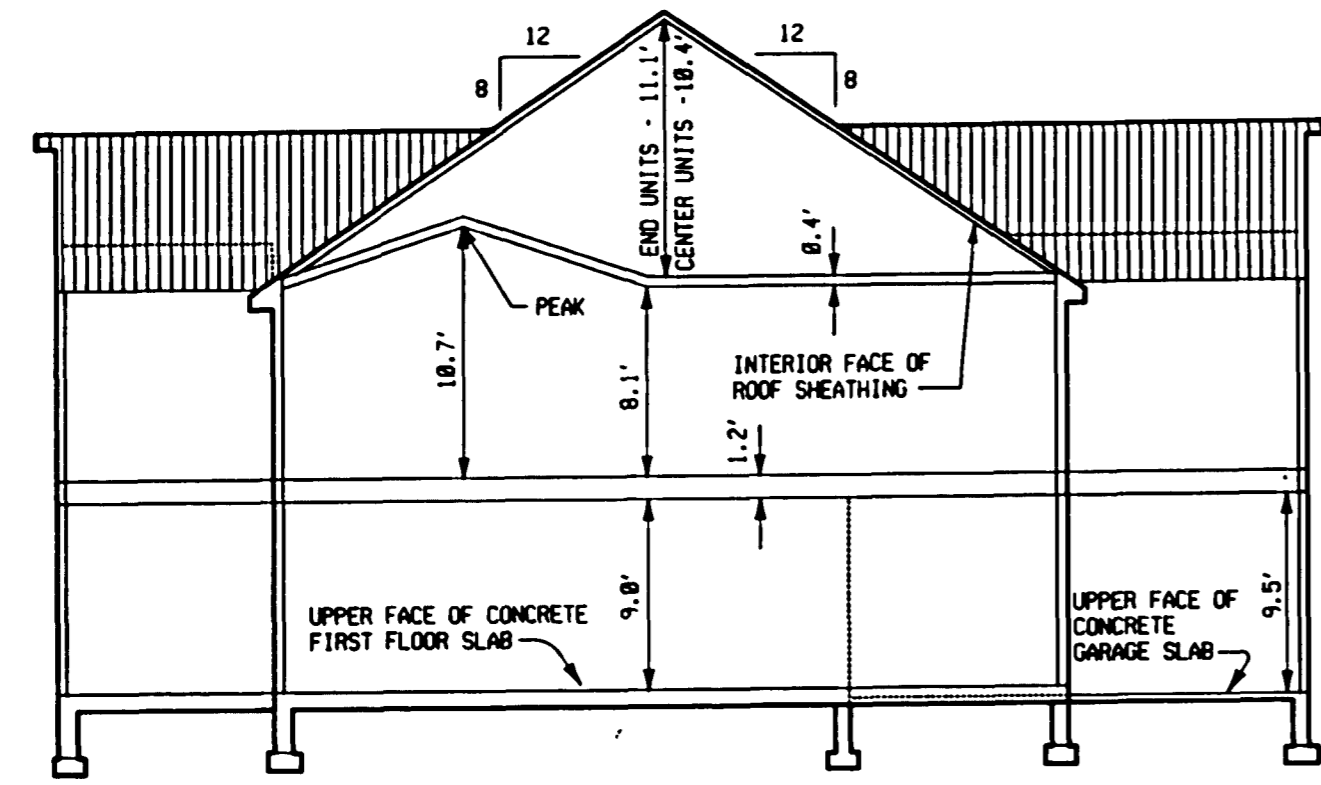 12
8
12
8
END UNITS - 11.1'
CENTER UNITS -10.4'
0.4'
PEAK
10.7'
8.1'
INTERIOR FACE OF
ROOF SHEATHING
1.2'
9.0'
UPPER FACE OF CONCRETE
FIRST FLOOR SLAB
UPPER FACE OF
CONCRETE
GARAGE SLAB
9.5'